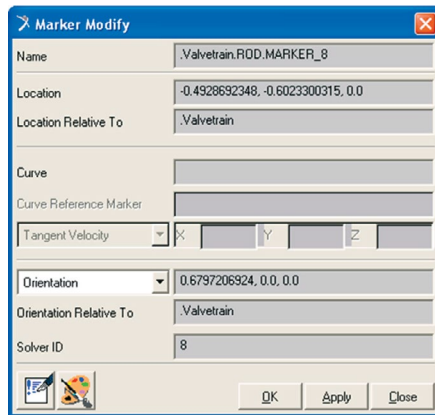 Marker Modify
Name .Valvetrain.ROD.MARKER_8
Location -0.4928692348, -0.6023300315, 0.0
Location Relative To .Valvetrain
Curve
Curve Reference Marker
Tangent Velocity X Y Z
Orientation 0.6797206924, 0.0, 0.0
Orientation Relative To .Valvetrain
Solver ID 8
OK Apply Close